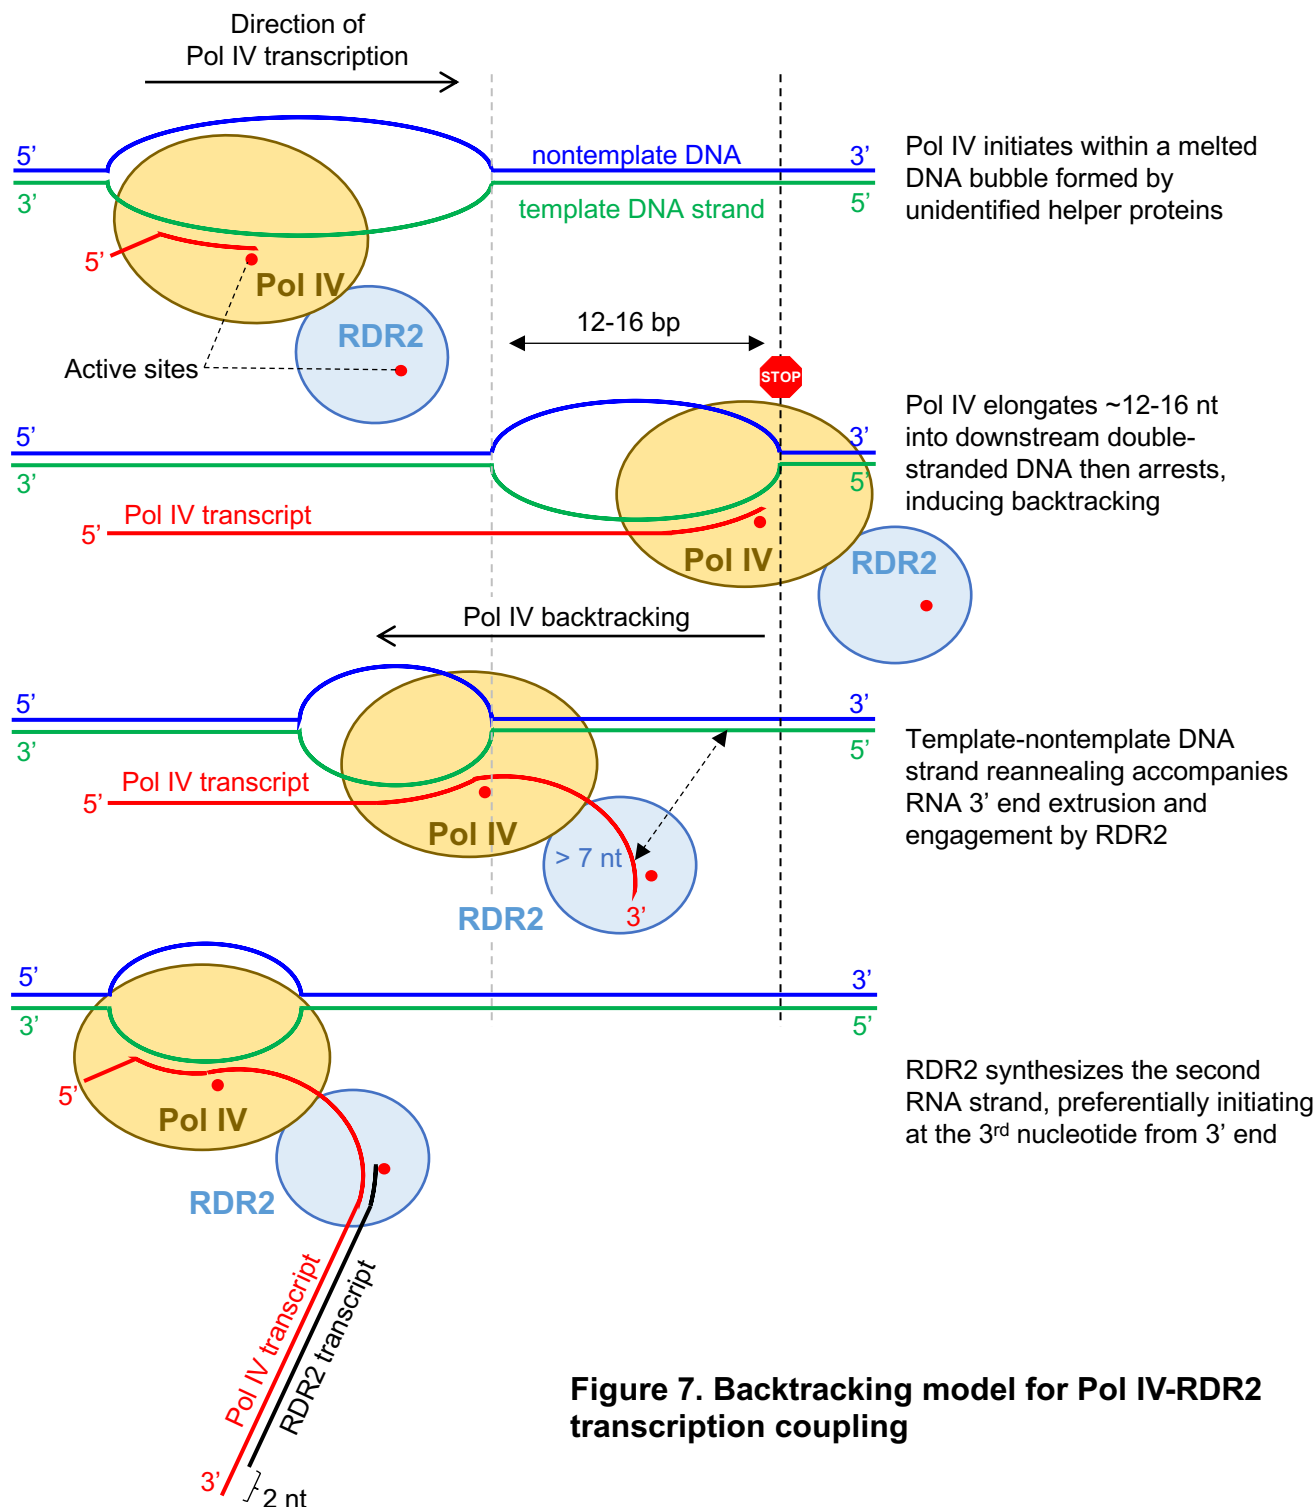 Direction of
Pol IV transcription
5’
nontemplate DNA
3’
3’
template DNA strand
5’
5’
Pol IV
RDR2
Active sites
Pol IV initiates within a melted
DNA bubble formed by
unidentified helper proteins
12-16 bp
STOP
5’
3’
3’
5’
Pol IV transcript
5’
Pol IV
RDR2
Pol IV elongates ~12-16 nt
into downstream double-
stranded DNA then arrests,
inducing backtracking
Pol IV backtracking
5’
3’
3’
5’
Pol IV transcript
5’
Pol IV
> 7 nt
RDR2
3’
Template-nontemplate DNA
strand reannealing accompanies
RNA 3’ end extrusion and
engagement by RDR2
5’
3’
3’
5’
5’
Pol IV
RDR2
RDR2 synthesizes the second
RNA strand, preferentially initiating
at the 3rd nucleotide from 3’ end
Pol IV transcript
RDR2 transcript
3’
2 nt
Figure 7. Backtracking model for Pol IV-RDR2
transcription coupling